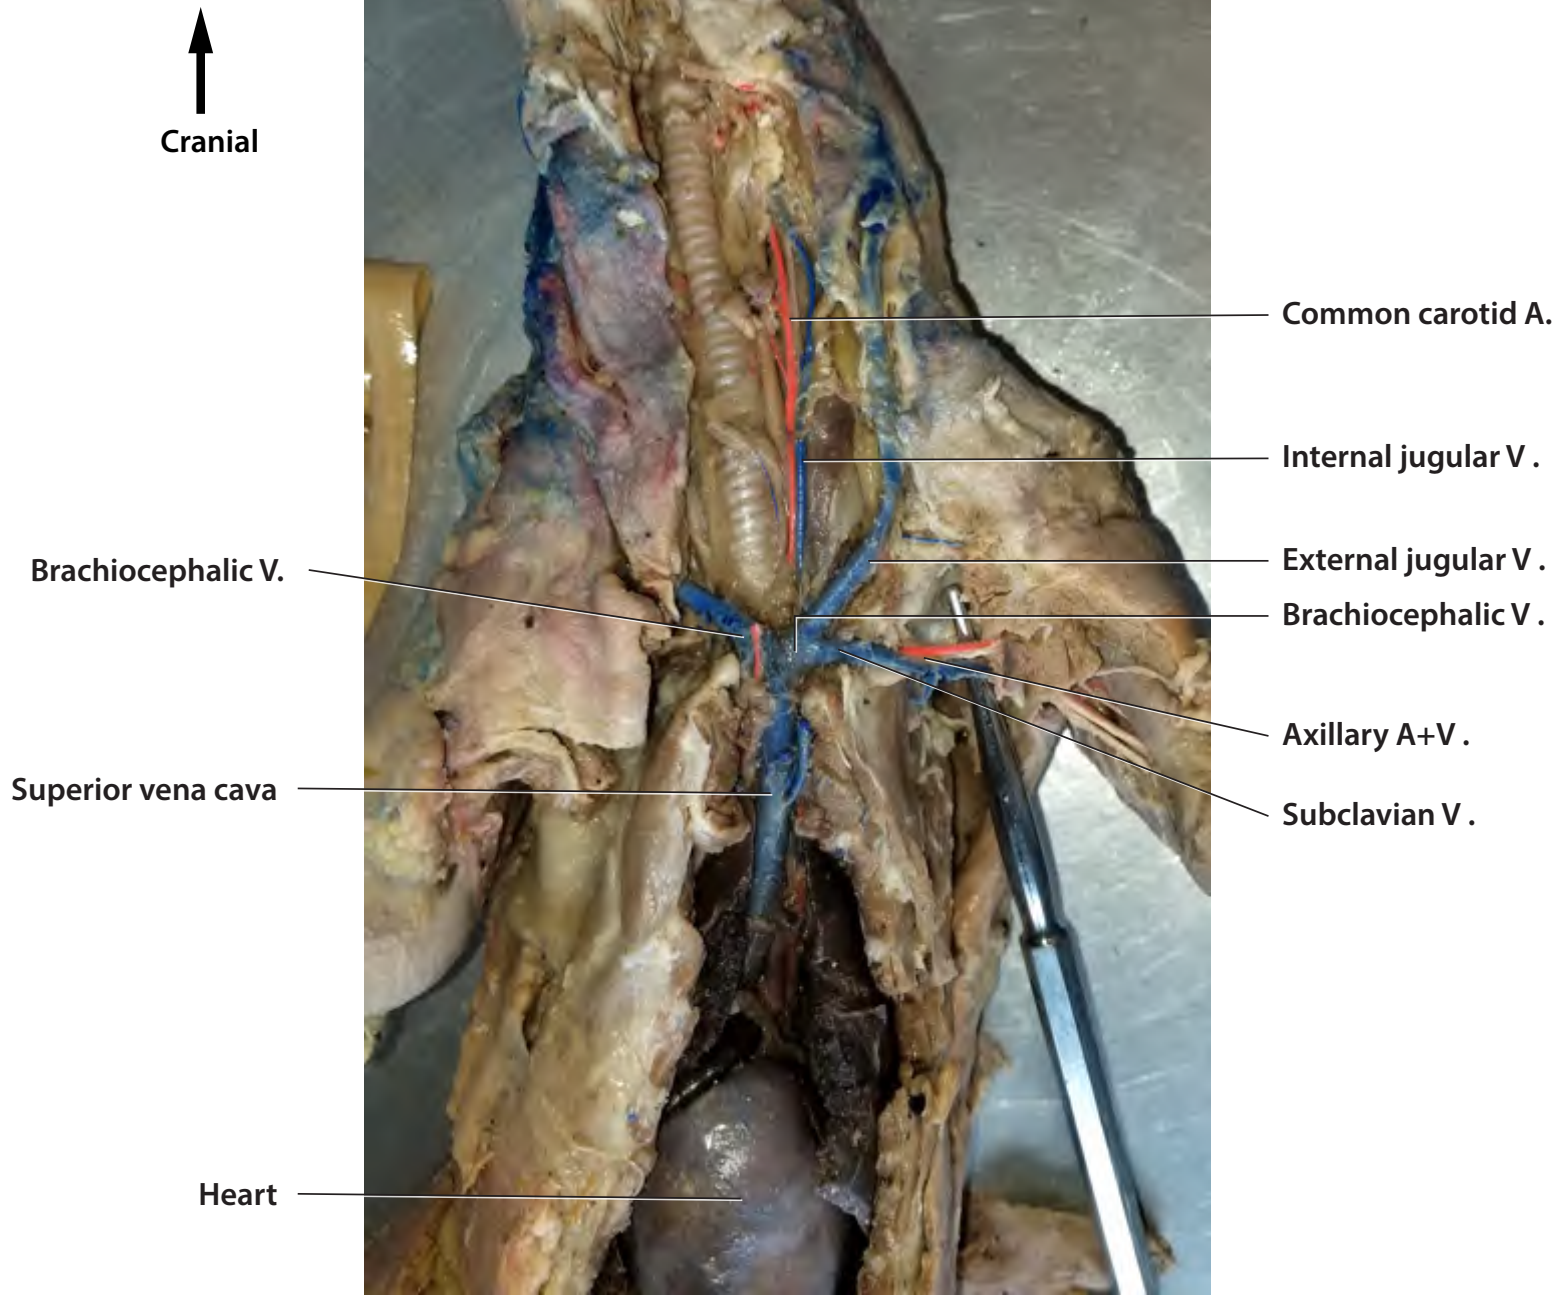 Cranial
Common carotid A.
Internal jugular V .
External jugular V .
Brachiocephalic V.
Brachiocephalic V .
Axillary A+V .
Superior vena cava
Subclavian V .
Heart